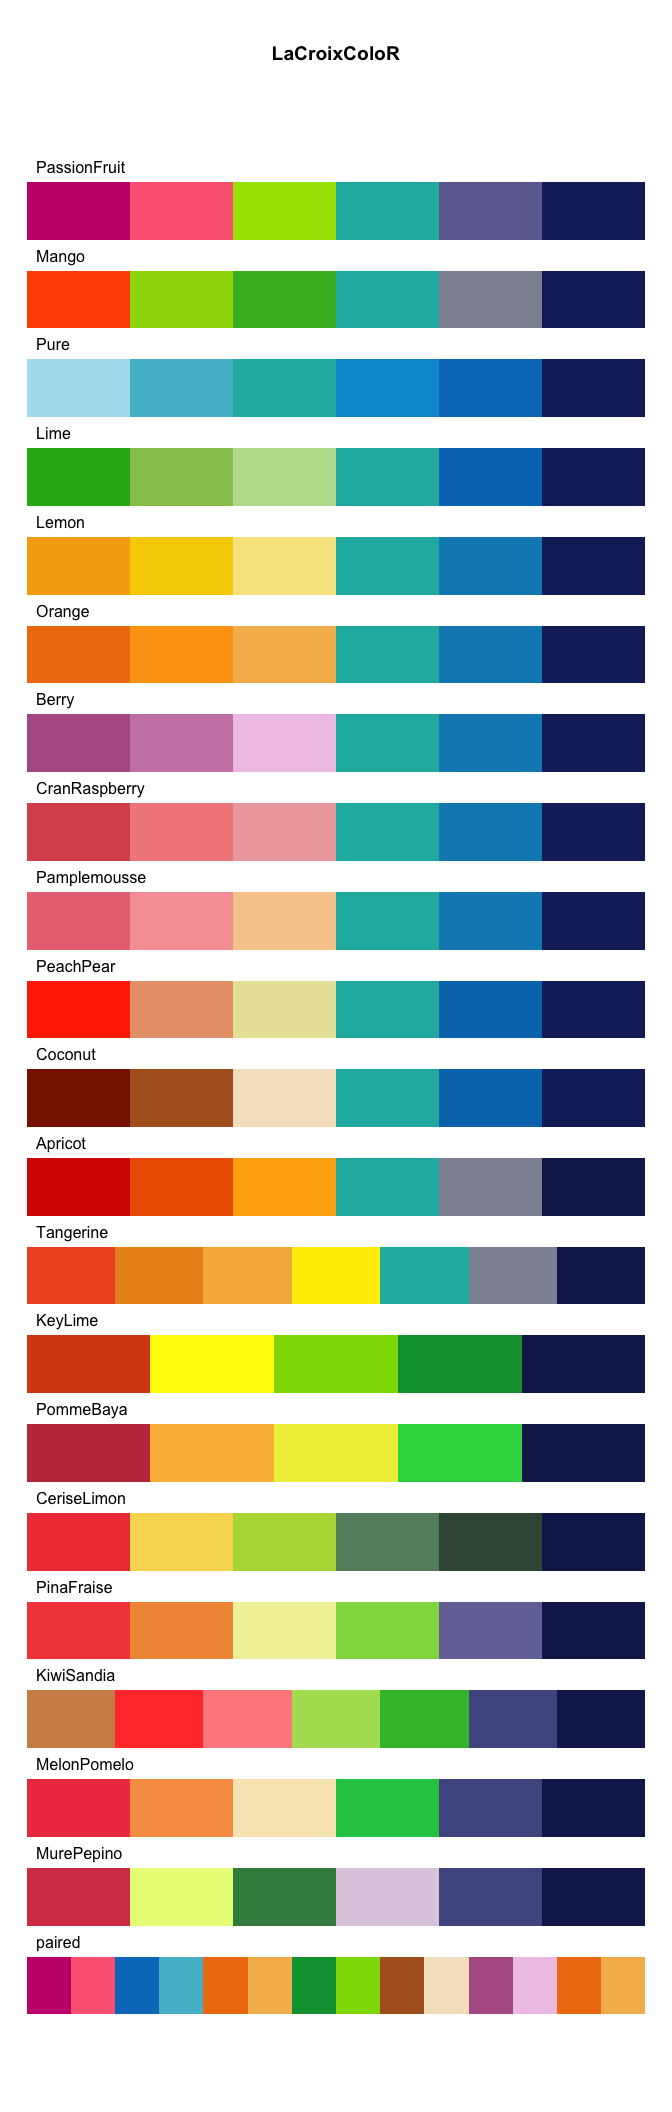 LaCroixColoR
PassionFruit
Mango
Pure
Lime
Lemon
Orange
Berry
CranRaspberry
Pamplemousse
PeachPear
Coconut
Apricot
Tangerine
KeyLime
PommeBaya
CeriseLimon
PinaFraise
KiwiSandia
MelonPomelo
MurePepino
paired